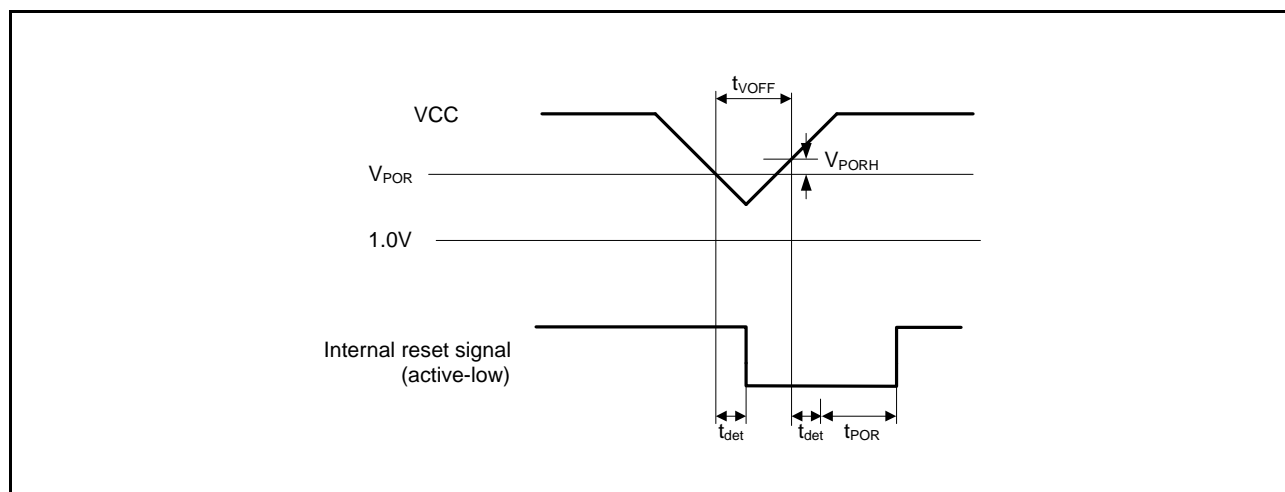 tVOFF
VCC
VPORH
VPOR
1.0V
Internal reset signal
(active-low)
tdet
tdet
tPOR